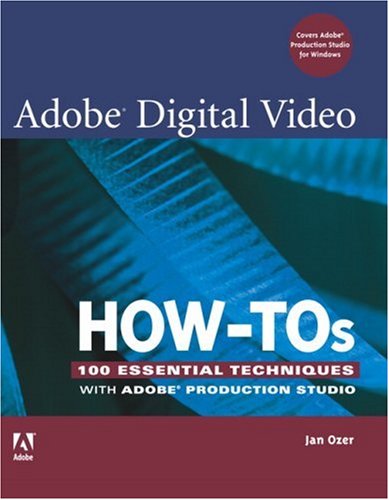 Covers Adobe®
Production Studio
for Windows
Adobe® Digital Video
HOW-TOs
100 ESSENTIAL TECHNIQUES
WITH ADOBE® PRODUCTION STUDIO
Adobe
Jan Ozer